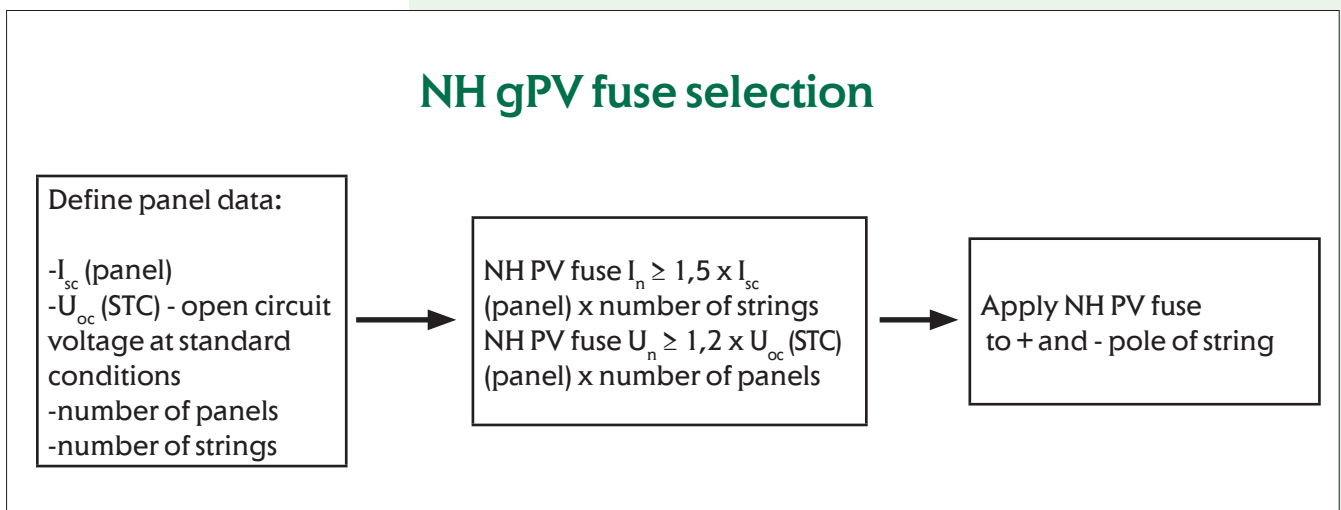 NH gPV fuse selection
Define panel data:
-Isc (panel)
-Uoc (STC) - open circuit
voltage at standard
conditions
-number of panels
-number of strings
NH PV fuse In ≥ 1,5 x Isc
(panel) x number of strings
NH PV fuse Un ≥ 1,2 x Uoc (STC)
(panel) x number of panels
Apply NH PV fuse
to + and - pole of string